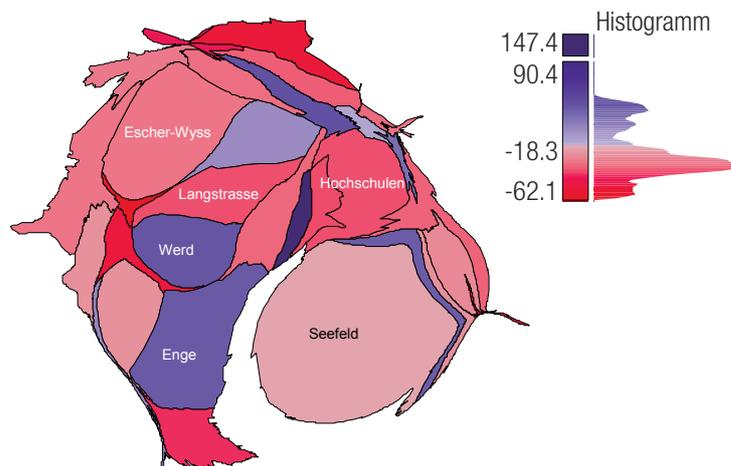 Histogramm
147.4
90.4
-18.3
-62.1
Escher-Wyss
Langstrasse
Hochschulen
Werd
Seefeld
Enge